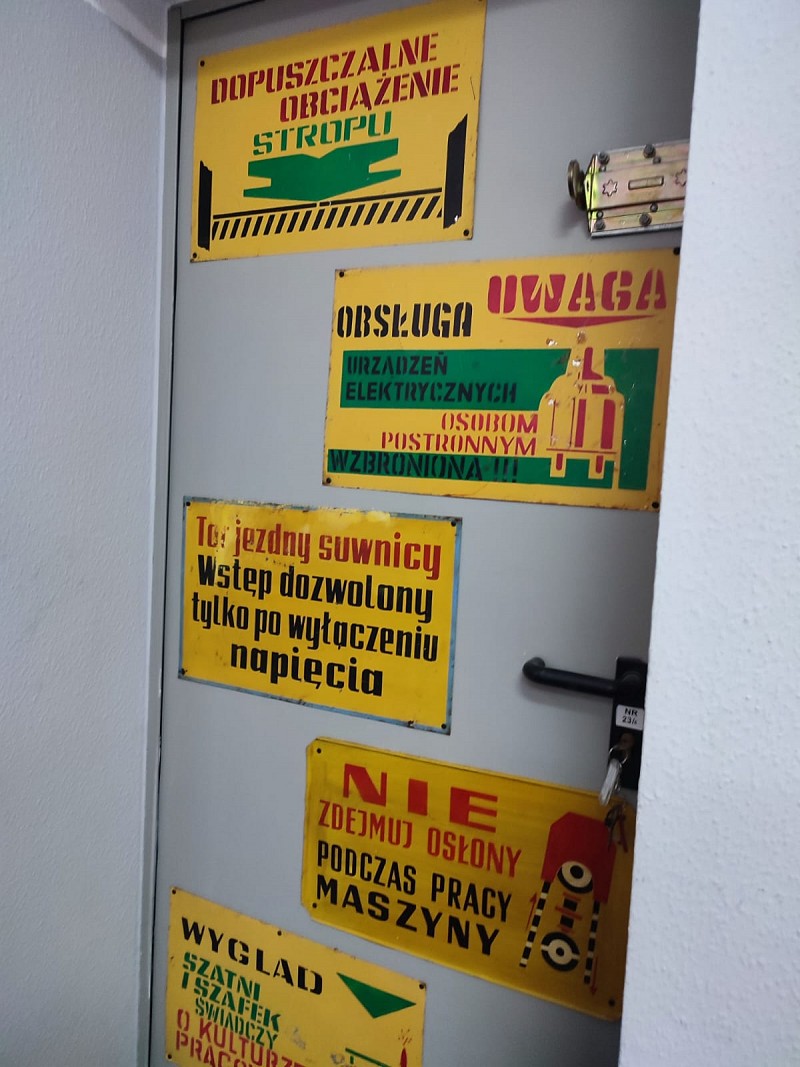 DOPUSZCZALNE
OBCIĄŻENIE
STROPU
UWAGA
OBSŁUGA
URZĄDZEŃ
ELEKTRYCZNYCH
OSOBOM
POSTRONNYM
WZBRONIONA !!!
Tor jezdny suwnicy
Wstęp dozwolony
tylko po wyłączeniu
napięcia
NR
NIE
ZDEJMUJ OSŁONY
PODCZAS PRACY
MASZYNY
WYGLĄD
SZATNI
I SZAFEK
ŚWIADCZY
O KULTURZE